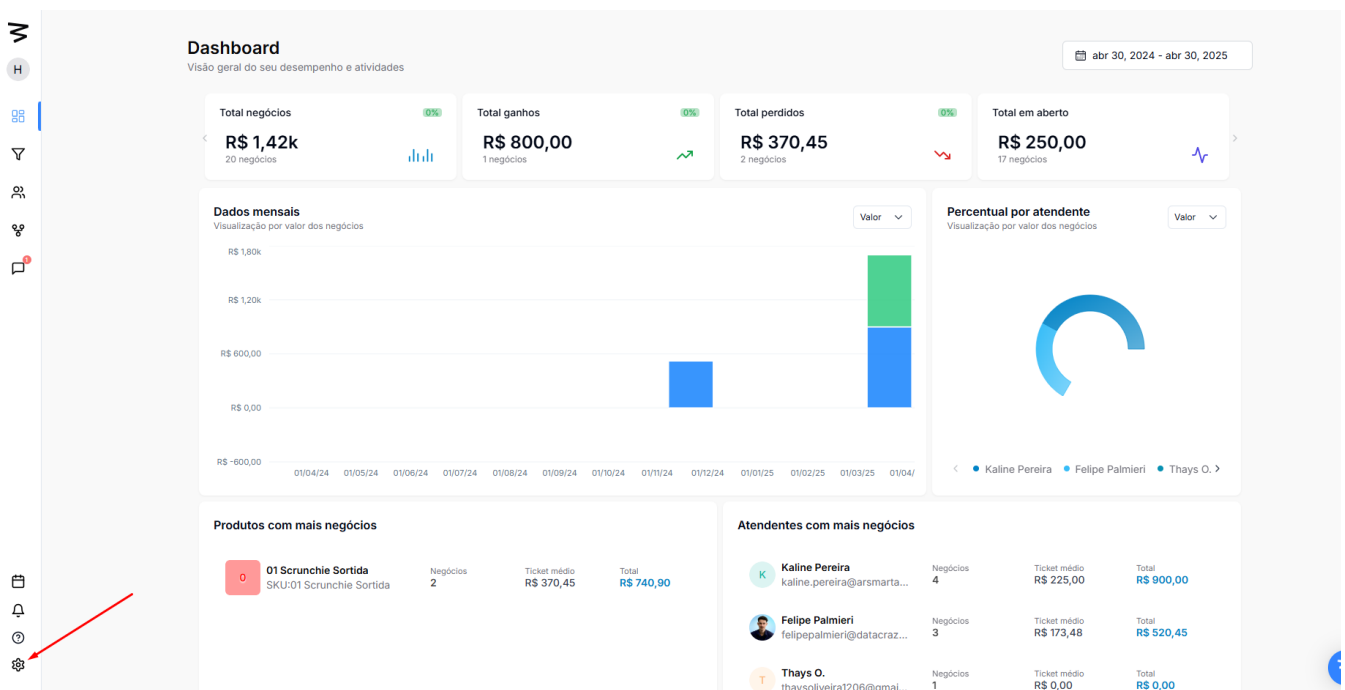 H
Dashboard
Visão geral do seu desempenho e atividades
abr 30, 2024 - abr 30, 2025
Total negócios 0%
R$ 1,42k
20 negócios
Total ganhos 0%
R$ 800,00
1 negócios
Total perdidos 0%
R$ 370,45
2 negócios
Total em aberto
R$ 250,00
17 negócios
1
Dados mensais
Visualização por valor dos negócios
Valor
R$ 1,80k
R$ 1,20k
R$ 600,00
R$ 0,00
R$ -600,00
01/04/24 01/05/24 01/06/24 01/07/24 01/08/24 01/09/24 01/10/24 01/11/24 01/12/24 01/01/25 01/02/25 01/03/25 01/04/
Percentual por atendente
Visualização por valor dos negócios
Valor
Kaline Pereira Felipe Palmieri Thays O.
Produtos com mais negócios
0
01 Scrunchie Sortida
SKU:01 Scrunchie Sortida
Negócios
2
Ticket médio
R$ 370,45
Total
R$ 740,90
Atendentes com mais negócios
K
Kaline Pereira
kaline.pereira@arsmarta...
Negócios
4
Ticket médio
R$ 225,00
Total
R$ 900,00
Felipe Palmieri
felipepalmieri@datacraz...
Negócios
3
Ticket médio
R$ 173,48
Total
R$ 520,45
T
Thays O.
thaysoliveira1206@gmai...
Negócios
1
Ticket médio
R$ 0,00
Total
R$ 0,00